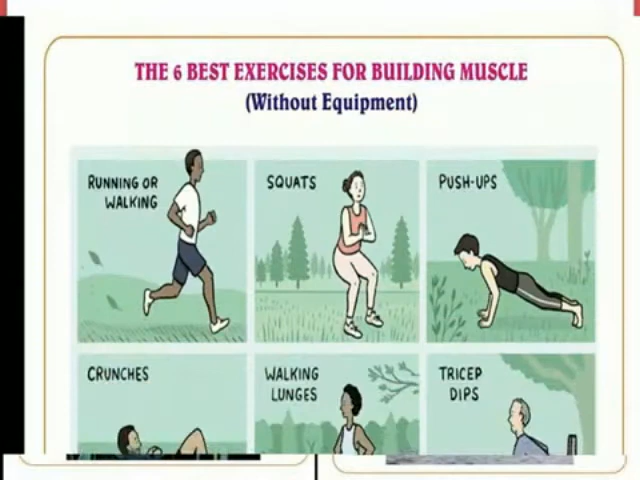 THE 6 BEST EXERCISES FOR BUILDING MUSCLE
(Without Equipment)
RUNNING OR
WALKING
SQUATS
PUSH-UPS
CRUNCHES
WALKING
LUNGES
TRICEP
DIPS